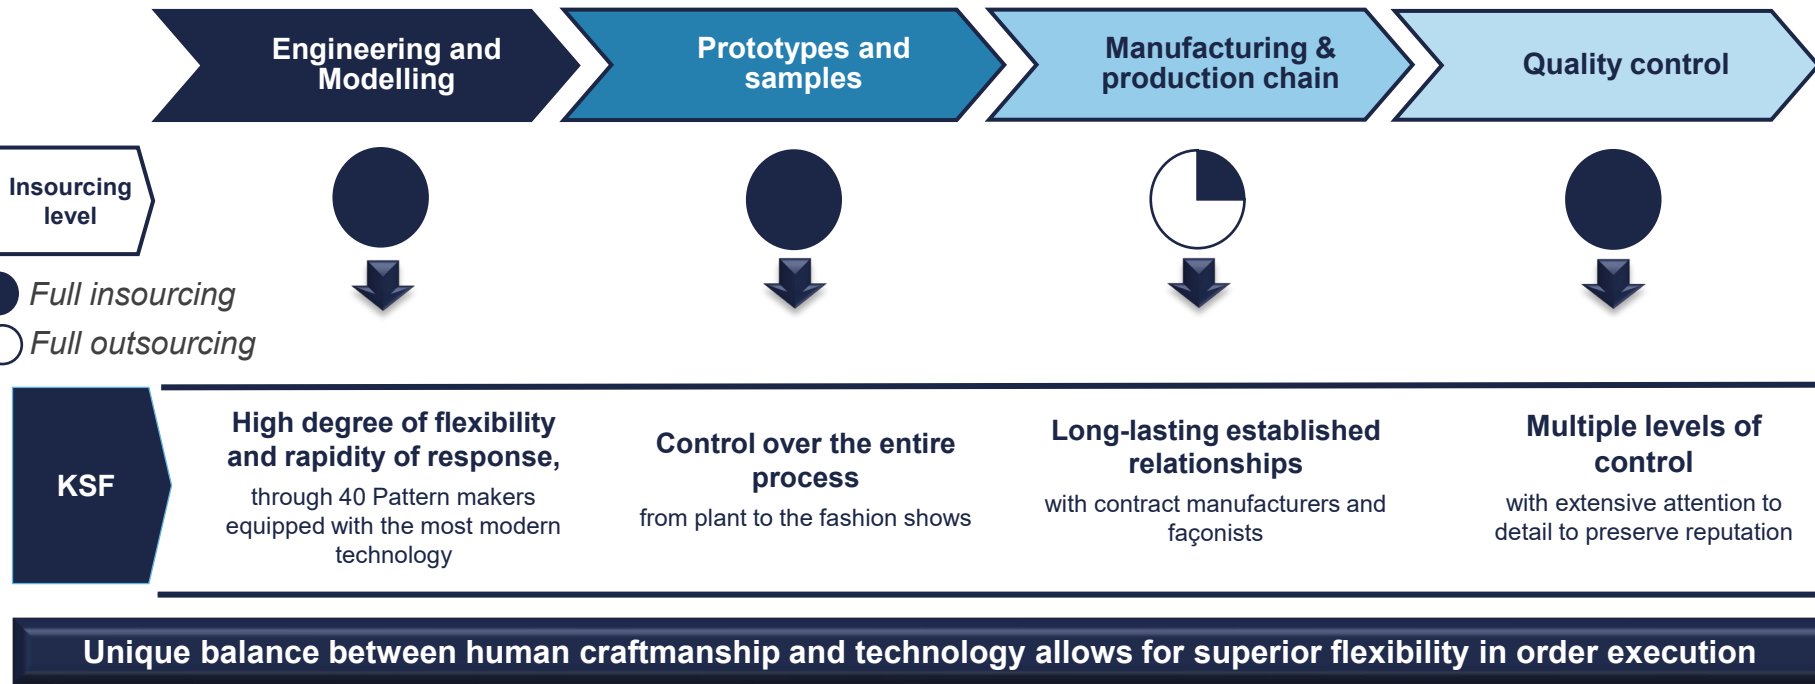 Engineering and
Modelling
Prototypes and
samples
Manufacturing &
production chain
Quality control
Insourcing
level
Full insourcing
Full outsourcing
KSF
High degree of flexibility
and rapidity of response,
through 40 Pattern makers
equipped with the most modern
technology
Control over the entire
process
from plant to the fashion shows
Long-lasting established
relationships
with contract manufacturers and
façonists
Multiple levels of
control
with extensive attention to
detail to preserve reputation
Unique balance between human craftmanship and technology allows for superior flexibility in order execution